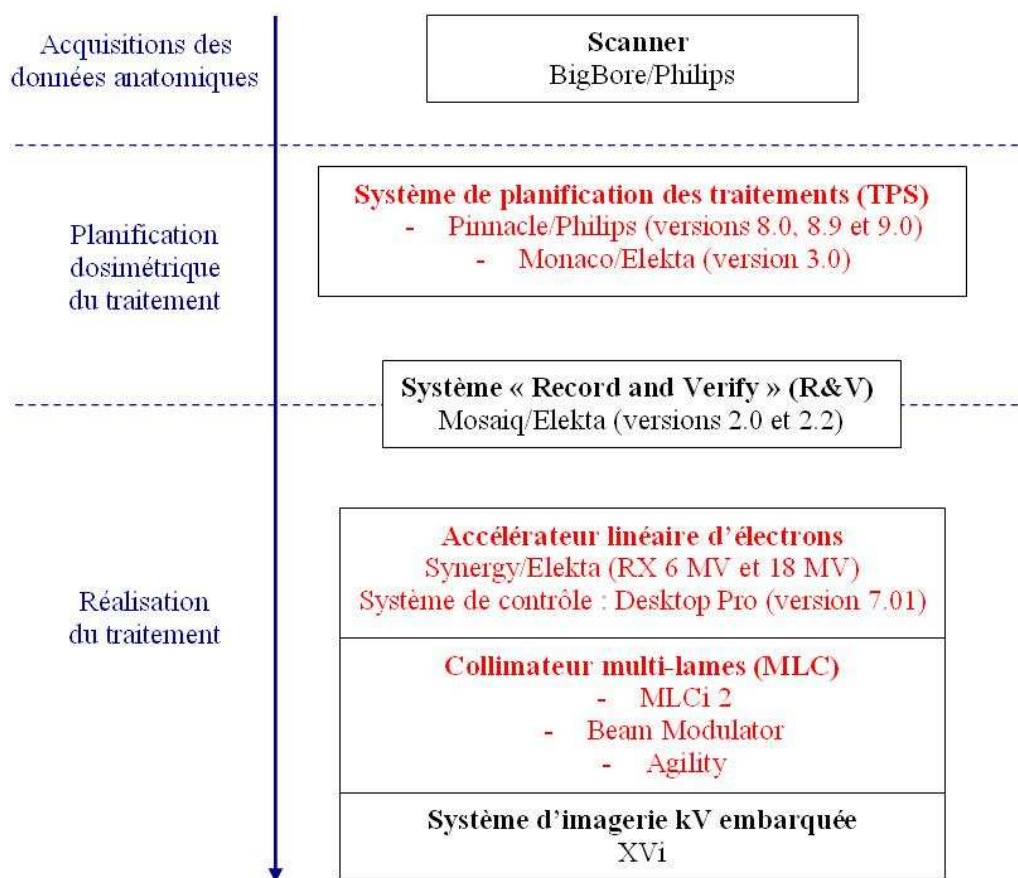 Acquisitions des
données anatomiques
Scanner
BigBore/Philips
Planification
dosimétrique
du traitement
Système de planification des traitements (TPS)
- Pinnacle/Philips (versions 8.0, 8.9 et 9.0)
- Monaco/Elekta (version 3.0)
Système « Record and Verify » (R&V)
Mosaiq/Elekta (versions 2.0 et 2.2)
Réalisation
du traitement
Accélérateur linéaire d’électrons
Synergy/Elekta (RX 6 MV et 18 MV)
Système de contrôle : Desktop Pro (version 7.01)
Collimateur multi-lames (MLC)
- MLCi 2
- Beam Modulator
- Agility
Système d’imagerie kV embarquée
XVi